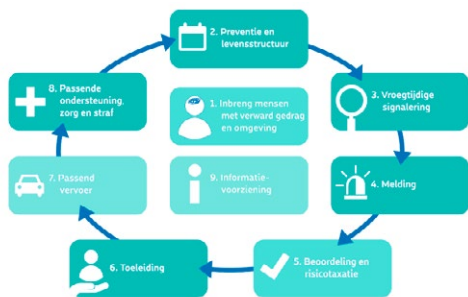 2. Preventie en
levensstructuur
8. Passende
ondersteuning,
zorg en straf
1. Inbreng mensen
met verward gedrag
en omgeving
3. Vroegtijdige
signalering
7. Passend
vervoer
9. Informatie-
voorziening
4. Melding
6. Toeleiding
5. Beoordeling en
risicotaxatie